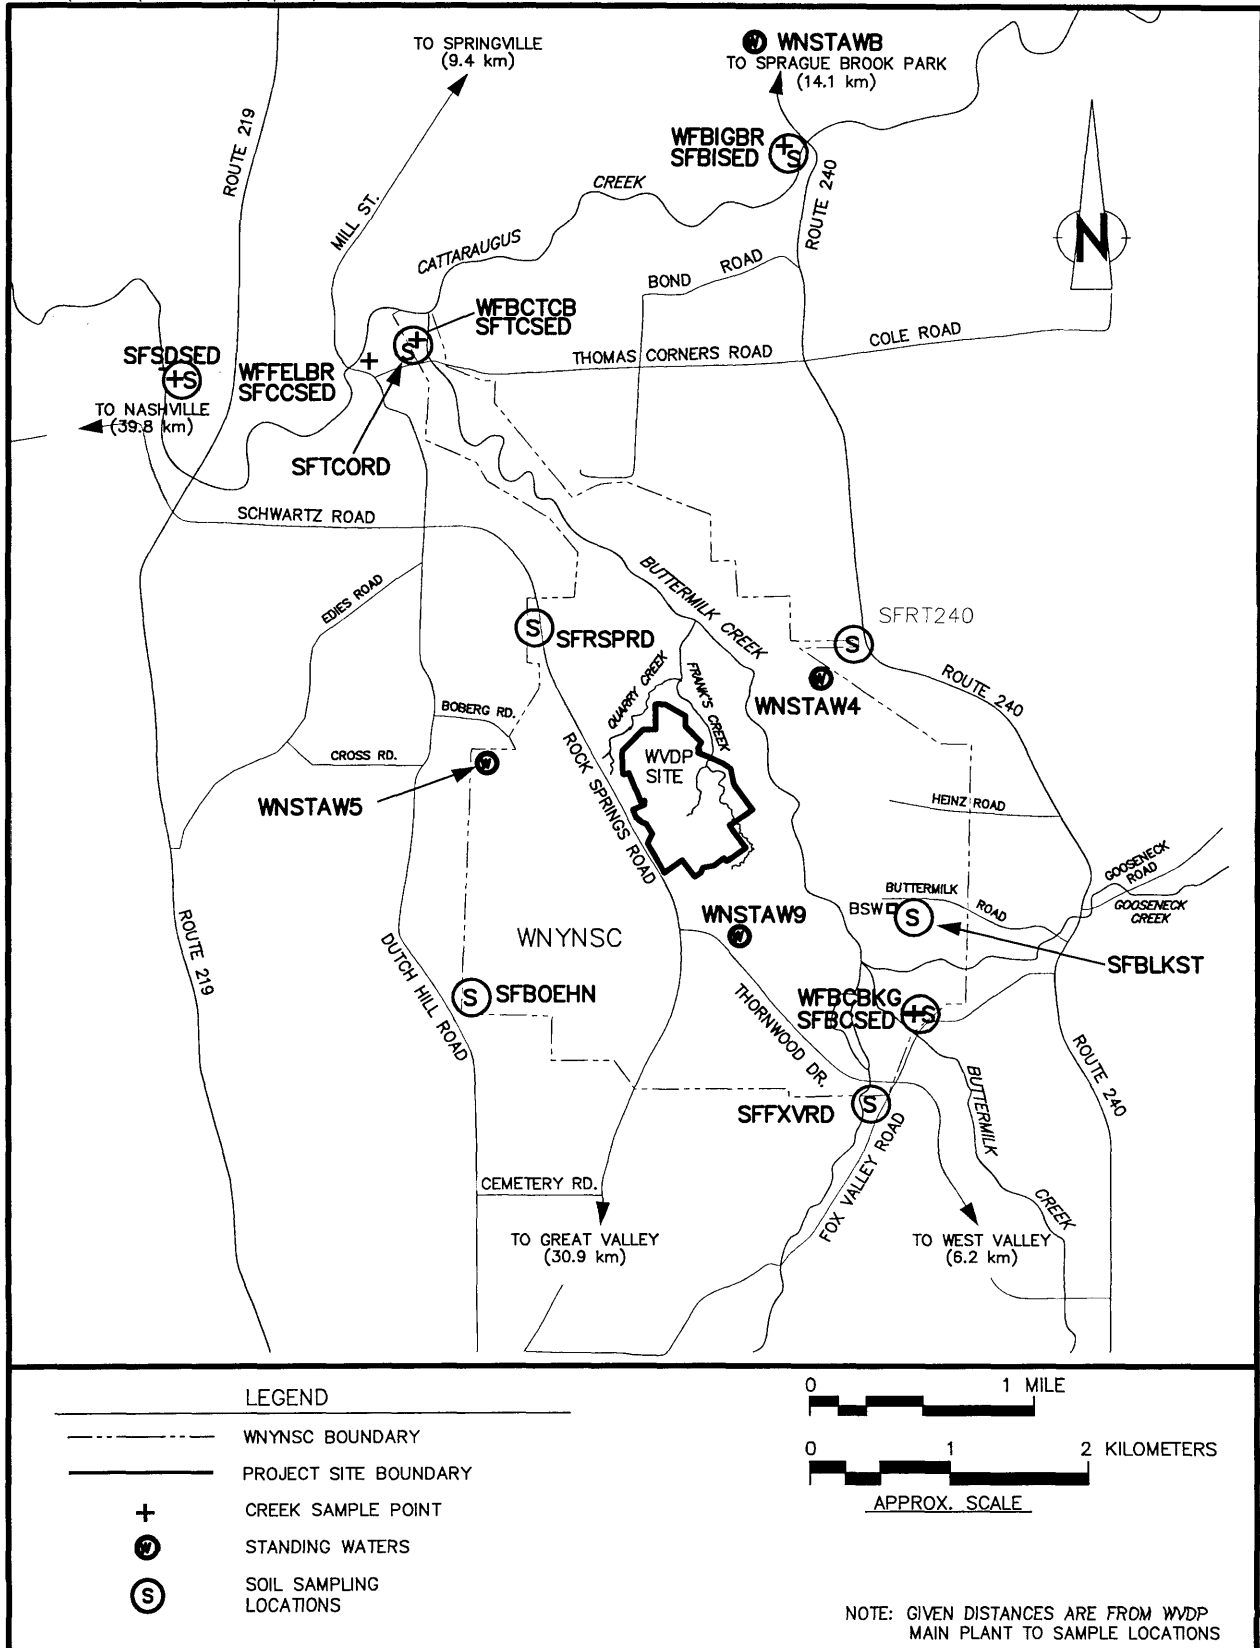 TO SPRINGVILLE
(9.4 km)
W WNSTAWB
TO SPRAGUE BROOK PARK
(14.1 km)
ROUTE 219
WFBIGBR
SFBISED
S
ROUTE 240
N
MILL ST.
CREEK
CATTARAUGUS
BOND ROAD
WFBCTCB
SFTCSED
S
COLE ROAD
THOMAS CORNERS ROAD
SFSDSED
S
WFFELBR
SFCCSED
TO NASHVILLE
(39.8 km)
SFTCORD
SCHWARTZ ROAD
EDIES ROAD
BUTTERMILK CREEK
SFRT240
S
S
SFRSPRD
QUARRY CREEK
FRANK'S CREEK
W
WNSTAW4
ROUTE 240
BOBERG RD.
CROSS RD.
W
WNSTAW5
ROCK SPRINGS ROAD
WVDP
SITE
HEINZ ROAD
GOOSENECK
ROAD
GOOSENECK
CREEK
BUTTERMILK ROAD
BSW
S
SFBLKST
WNSTAW9
W
WNYNSC
ROUTE 219
DUTCH HILL ROAD
S
SFBOEHN
WFBCBKG
SFBCSED
S
THORNWOOD DR.
ROUTE 240
SFFXVRD
S
BUTTERMILK
CREEK
FOX VALLEY ROAD
CEMETERY RD.
TO GREAT VALLEY
(30.9 km)
TO WEST VALLEY
(6.2 km)
LEGEND
WNYNSC BOUNDARY
PROJECT SITE BOUNDARY
CREEK SAMPLE POINT
W STANDING WATERS
S SOIL SAMPLING
LOCATIONS
0 1 MILE
0 1 2 KILOMETERS
APPROX. SCALE
NOTE: GIVEN DISTANCES ARE FROM WVDP
MAIN PLANT TO SAMPLE LOCATIONS